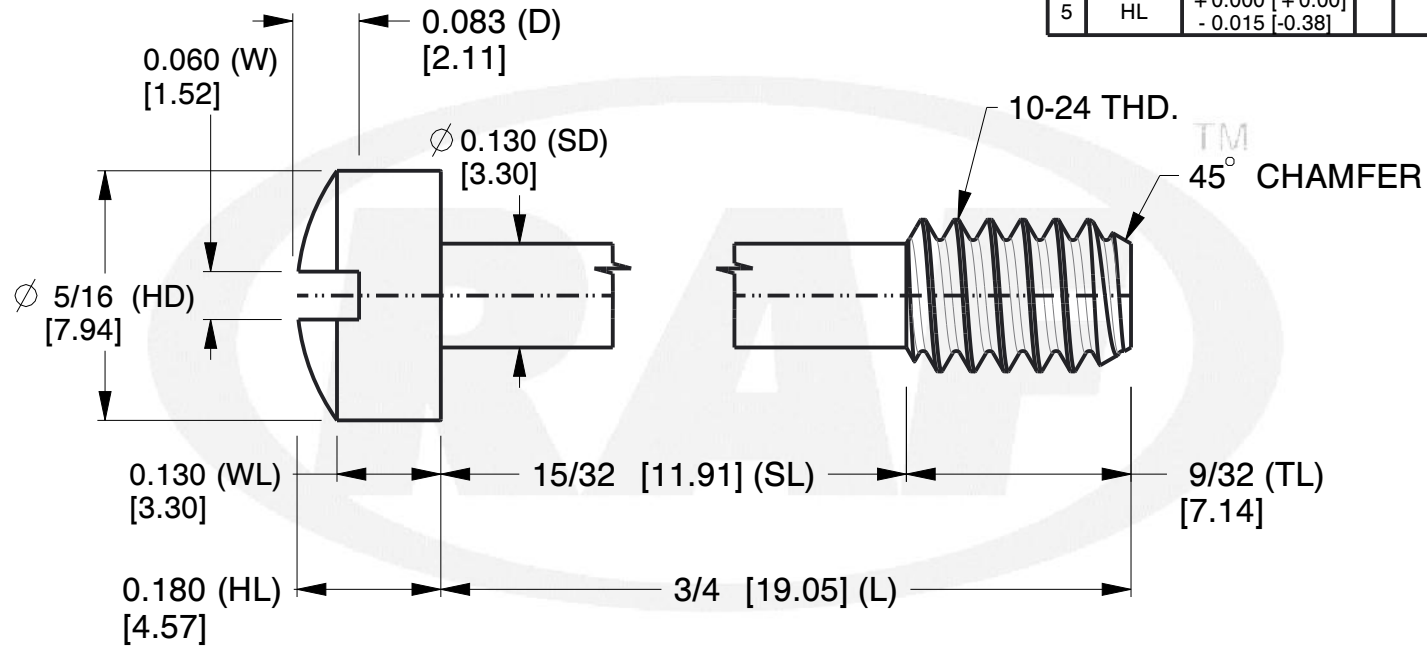 0.083 (D)
[2.11]
5 HL + 0.000 [+ 0.00]
- 0.015 [-0.38]
0.060 (W)
[1.52]
10-24 THD.
TM
⌀ 0.130 (SD)
[3.30]
45° CHAMFER
⌀ 5/16 (HD)
[7.94]
RAF
0.130 (WL)
[3.30]
15/32 [11.91] (SL)
9/32 (TL)
[7.14]
0.180 (HL)
[4.57]
3/4 [19.05] (L)